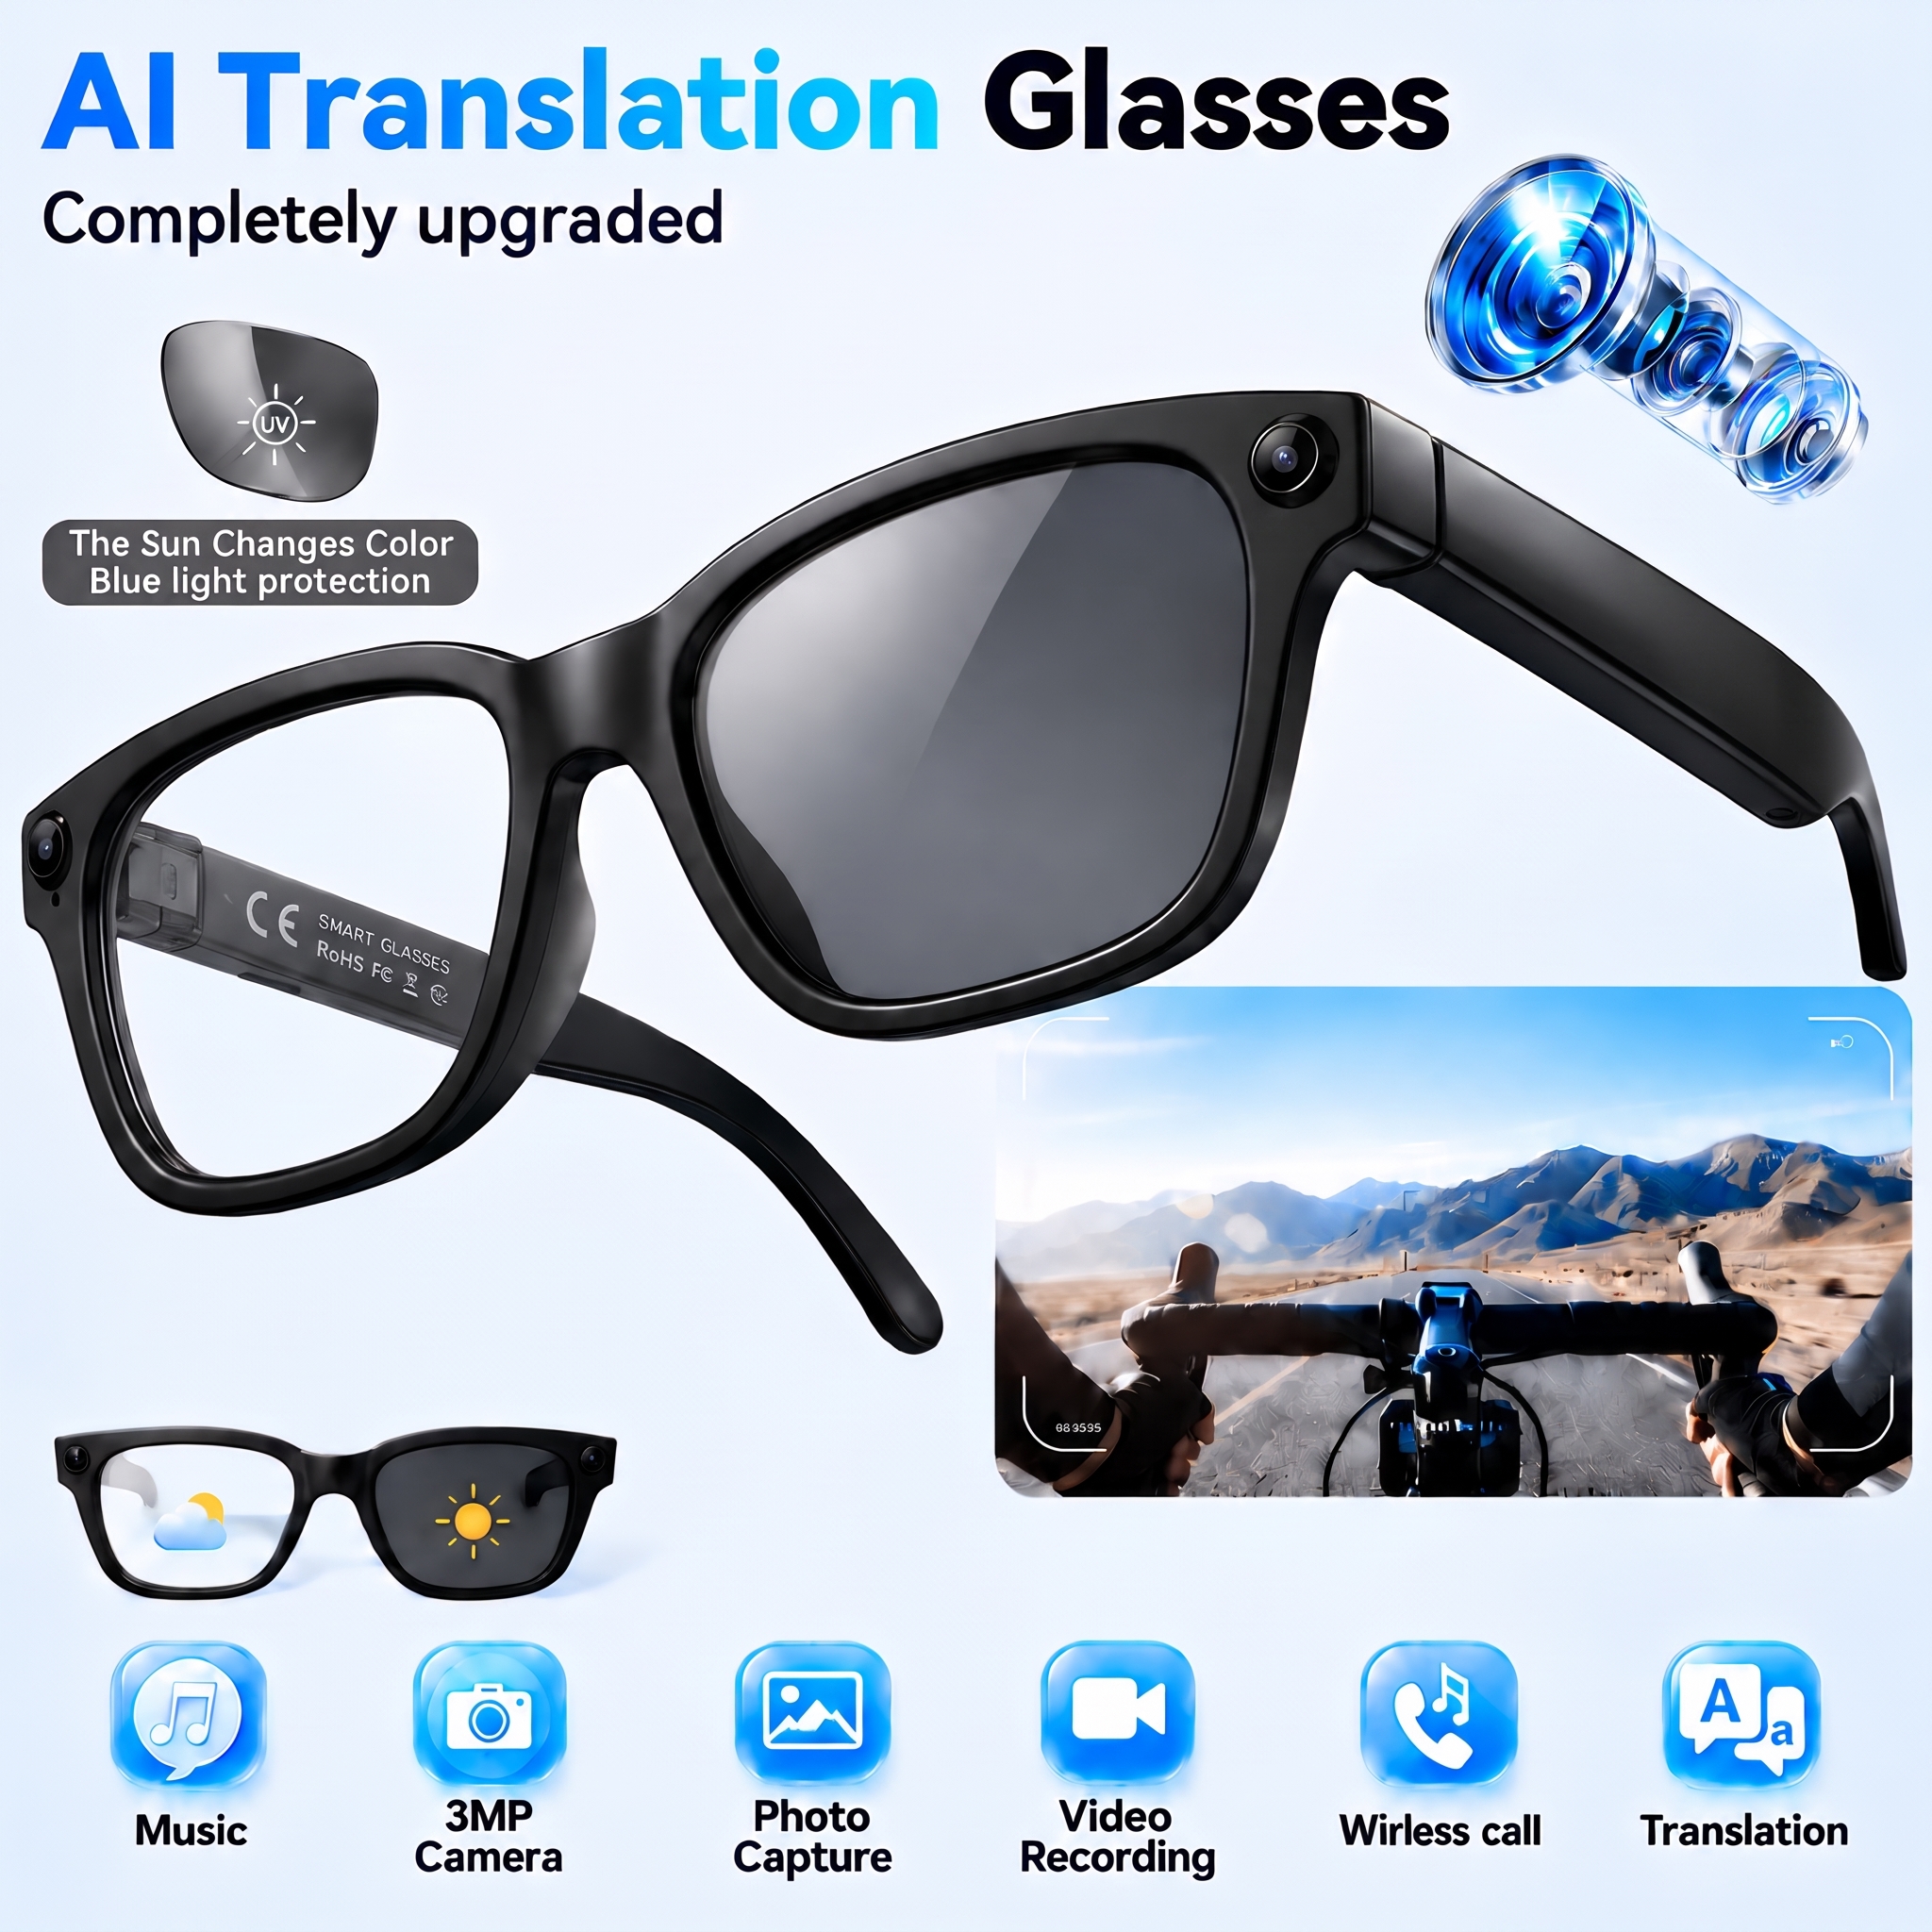 AI Translation Glasses
Completely upgraded
UV
The Sun Changes Color
Blue light protection
CE
SMART GLASSES
RoHS FC
Music
3MP
Camera
Photo
Capture
Video
Recording
Wirless call
A
a
Translation